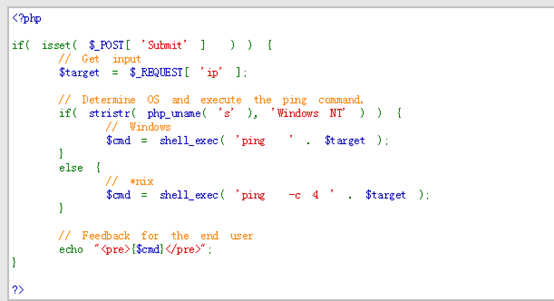 <?php
if( isset( $_POST[ 'Submit' ] ) ) {
// Get input
$target = $_REQUEST[ 'ip' ];
// Determine OS and execute the ping command.
if( stristr( php_uname( 's' ), 'Windows NT' ) ) {
// Windows
$cmd = shell_exec( 'ping ' . $target );
}
else {
// *nix
$cmd = shell_exec( 'ping -c 4 ' . $target );
}
// Feedback for the end user
echo "<pre>{$cmd}</pre>";
}
?>